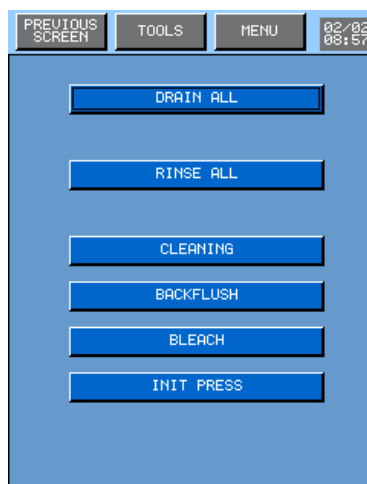 PREVIOUS
SCREEN
TOOLS
MENU
02/02
08:57
DRAIN ALL
RINSE ALL
CLEANING
BACKFLUSH
BLEACH
INIT PRESS